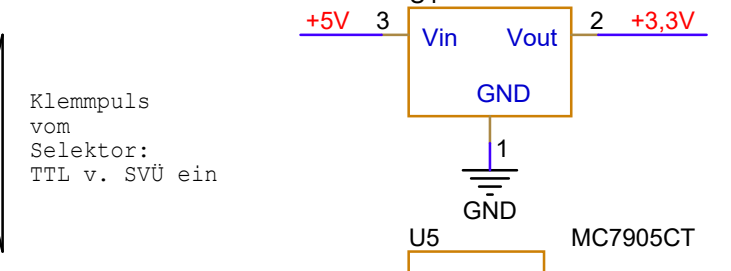 +5V 3 Vin Vout 2 +3,3V
GND
Klemmpuls
vom
Selektor:
TTL v. SVÜ ein
1
GND
U5 MC7905CT